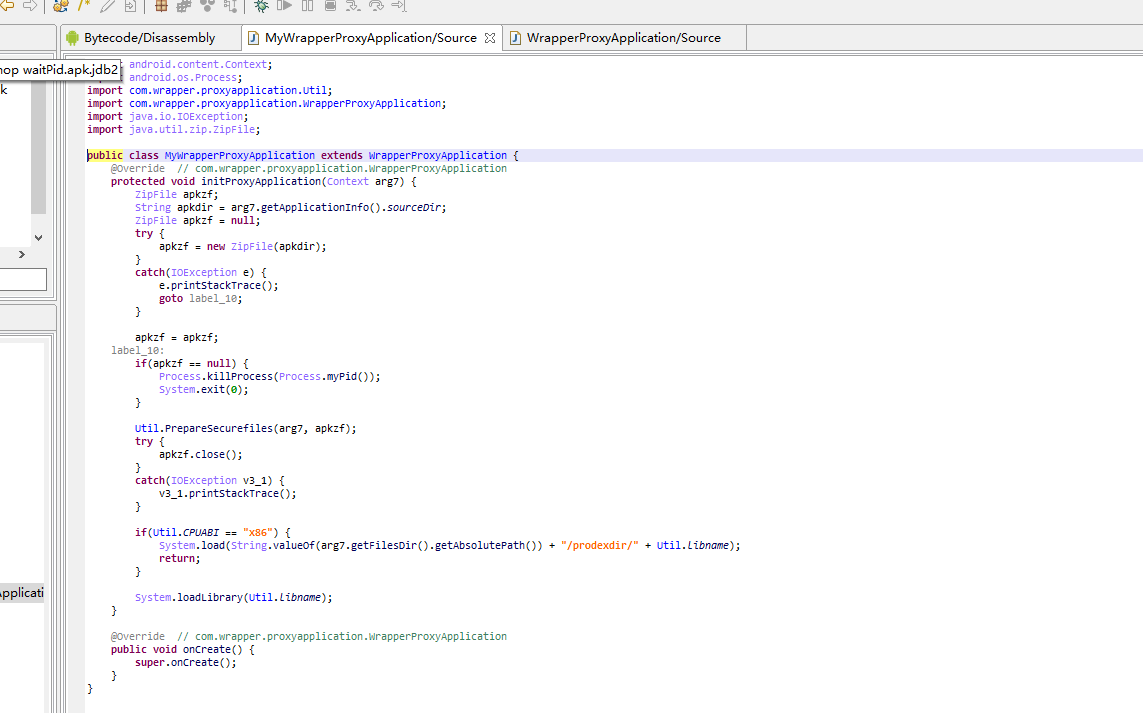 Bytecode/Disassembly
MyWrapperProxyApplication/Source
WrapperProxyApplication/Source
hop waitPid.apk.jdb2
k
Applicati
android.content.Context;
android.os.Process;
import com.wrapper.proxyapplication.Util;
import com.wrapper.proxyapplication.WrapperProxyApplication;
import java.io.IOException;
import java.util.zip.ZipFile;
public class MyWrapperProxyApplication extends WrapperProxyApplication {
@Override  // com.wrapper.proxyapplication.WrapperProxyApplication
protected void initProxyApplication(Context arg7) {
ZipFile apkzf;
String apkdir = arg7.getApplicationInfo().sourceDir;
ZipFile apkzf = null;
try {
apkzf = new ZipFile(apkdir);
}
catch(IOException e) {
e.printStackTrace();
goto label_10;
}
apkzf = apkzf;
label_10:
if(apkzf == null) {
Process.killProcess(Process.myPid());
System.exit(0);
}
Util.PrepareSecurefiles(arg7, apkzf);
try {
apkzf.close();
}
catch(IOException v3_1) {
v3_1.printStackTrace();
}
if(Util.CPUABI == "x86") {
System.load(String.valueOf(arg7.getFilesDir().getAbsolutePath()) + "/prodexdir/" + Util.libname);
return;
}
System.loadLibrary(Util.libname);
}
@Override  // com.wrapper.proxyapplication.WrapperProxyApplication
public void onCreate() {
super.onCreate();
}
}